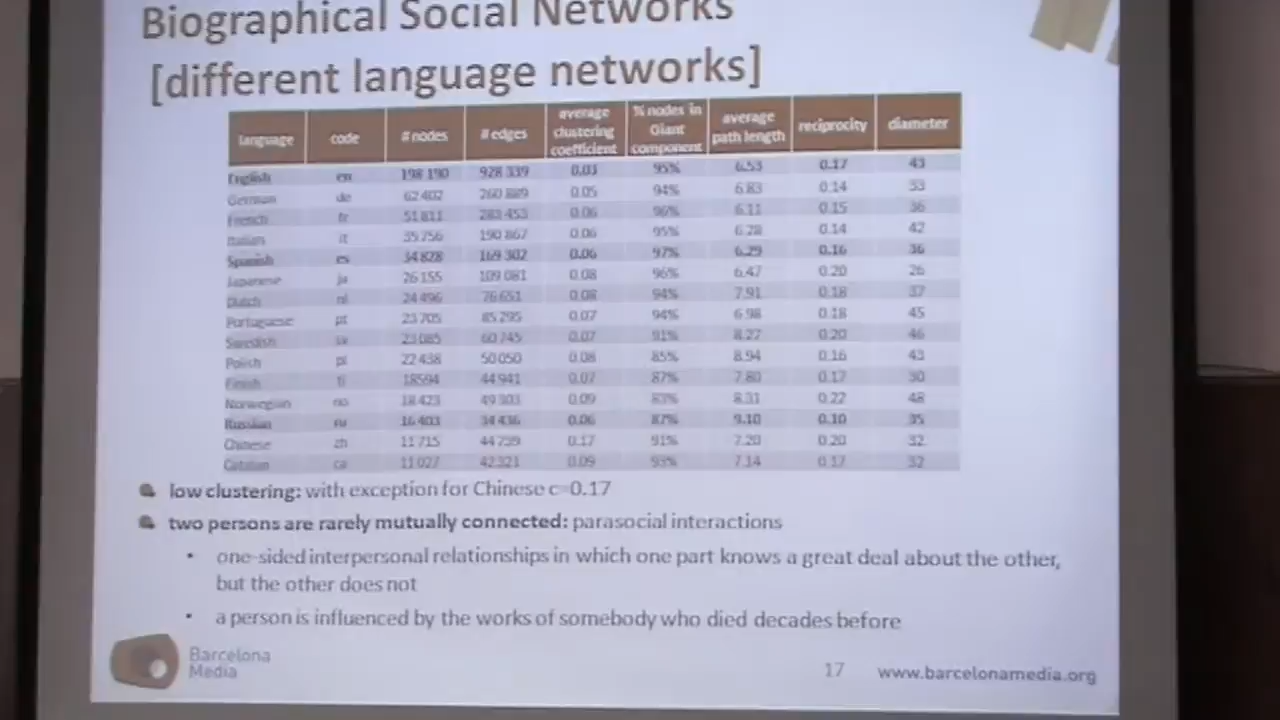 Biographical Social Networks
[different language networks]
language code # nodes # edges average clustering coefficient % nodes in Giant component average path length reciprocity diameter
English en 198 190 928 339 0.03 95% 6.53 0.17 43
German de 62 402 260 889 0.05 94% 6.83 0.14 33
French fr 51 811 283 453 0.06 96% 6.11 0.15 36
Italian it 35 756 190 867 0.06 95% 6.28 0.14 42
Spanish es 34 828 169 302 0.06 97% 6.29 0.16 36
Japanese ja 26 155 109 081 0.08 96% 6.47 0.20 26
Dutch nl 24 496 76 651 0.08 94% 7.91 0.18 37
Portuguese pt 23 705 85 295 0.07 94% 6.98 0.18 45
Swedish sv 23 085 60 745 0.07 91% 8.27 0.20 46
Polish pl 22 438 50 050 0.08 85% 8.94 0.16 43
Finish fi 18594 44 941 0.07 87% 7.80 0.17 30
Norwegian no 18 423 49 303 0.09 83% 8.31 0.22 48
Russian ru 16 403 34 436 0.06 87% 9.10 0.10 35
Chinese zh 11 715 44 739 0.17 91% 7.20 0.20 32
Catalan ca 11 027 42 321 0.09 93% 7.14 0.17 32
low clustering: with exception for Chinese c=0.17
two persons are rarely mutually connected: parasocial interactions
• one-sided interpersonal relationships in which one part knows a great deal about the other,
but the other does not
• a person is influenced by the works of somebody who died decades before
Barcelona
Media
17 www.barcelonamedia.org